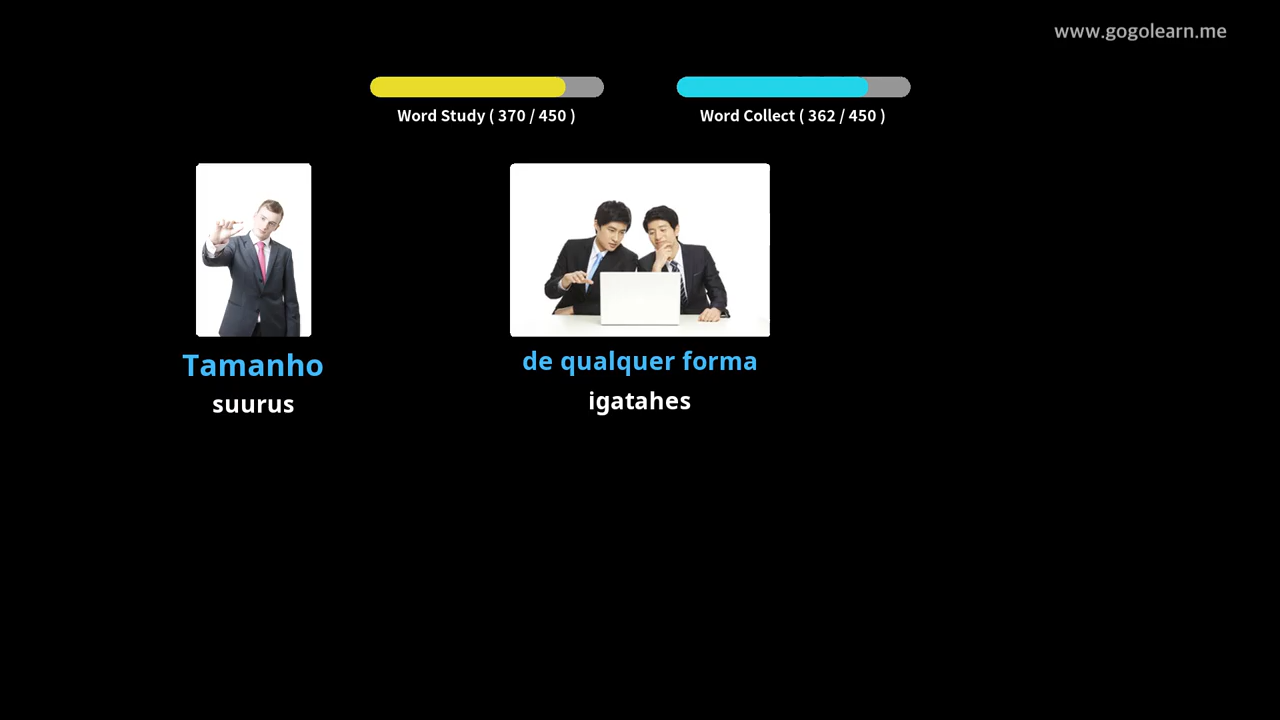 www.gogolearn.me
Word Study ( 370 / 450 )
Word Collect ( 362 / 450 )
Tamanho
suurus
de qualquer forma
igatahes